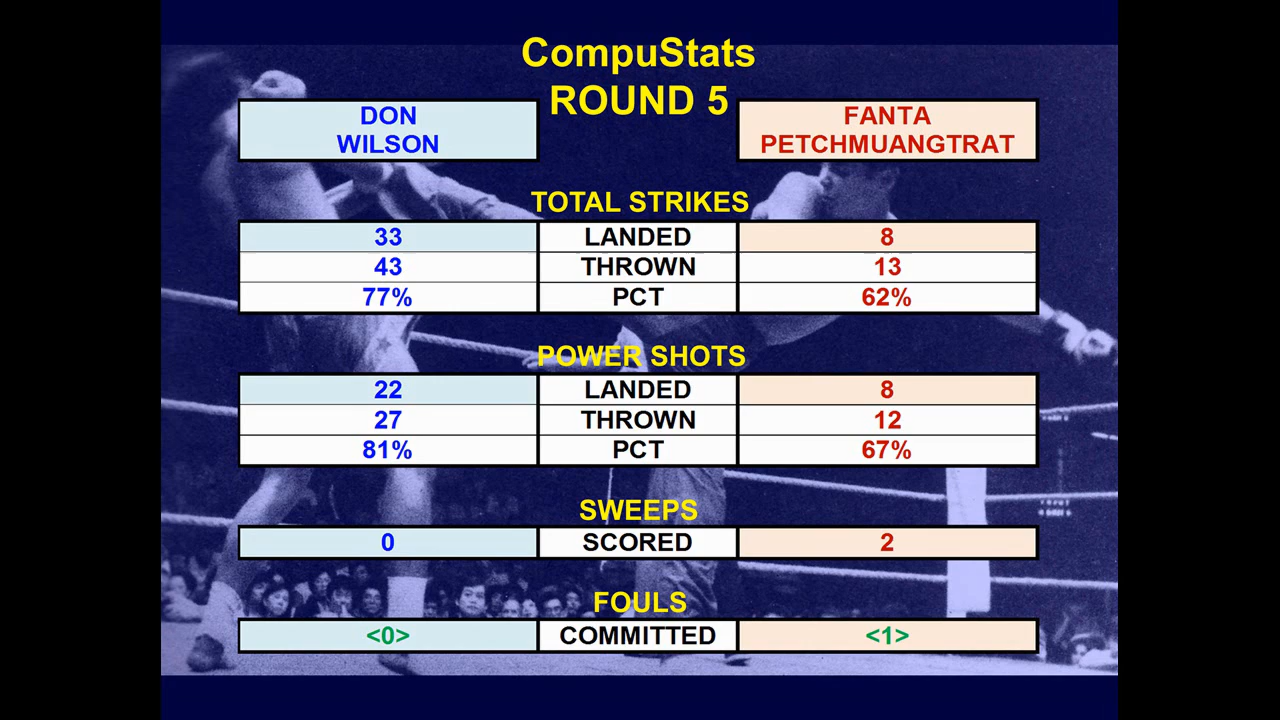 CompuStats
ROUND 5
DON
WILSON
FANTA
PETCHMUANGTRAT
TOTAL STRIKES
33 LANDED 8
43 THROWN 13
77% PCT 62%
POWER SHOTS
22 LANDED 8
27 THROWN 12
81% PCT 67%
SWEEPS
0 SCORED 2
FOULS
<0> COMMITTED <1>